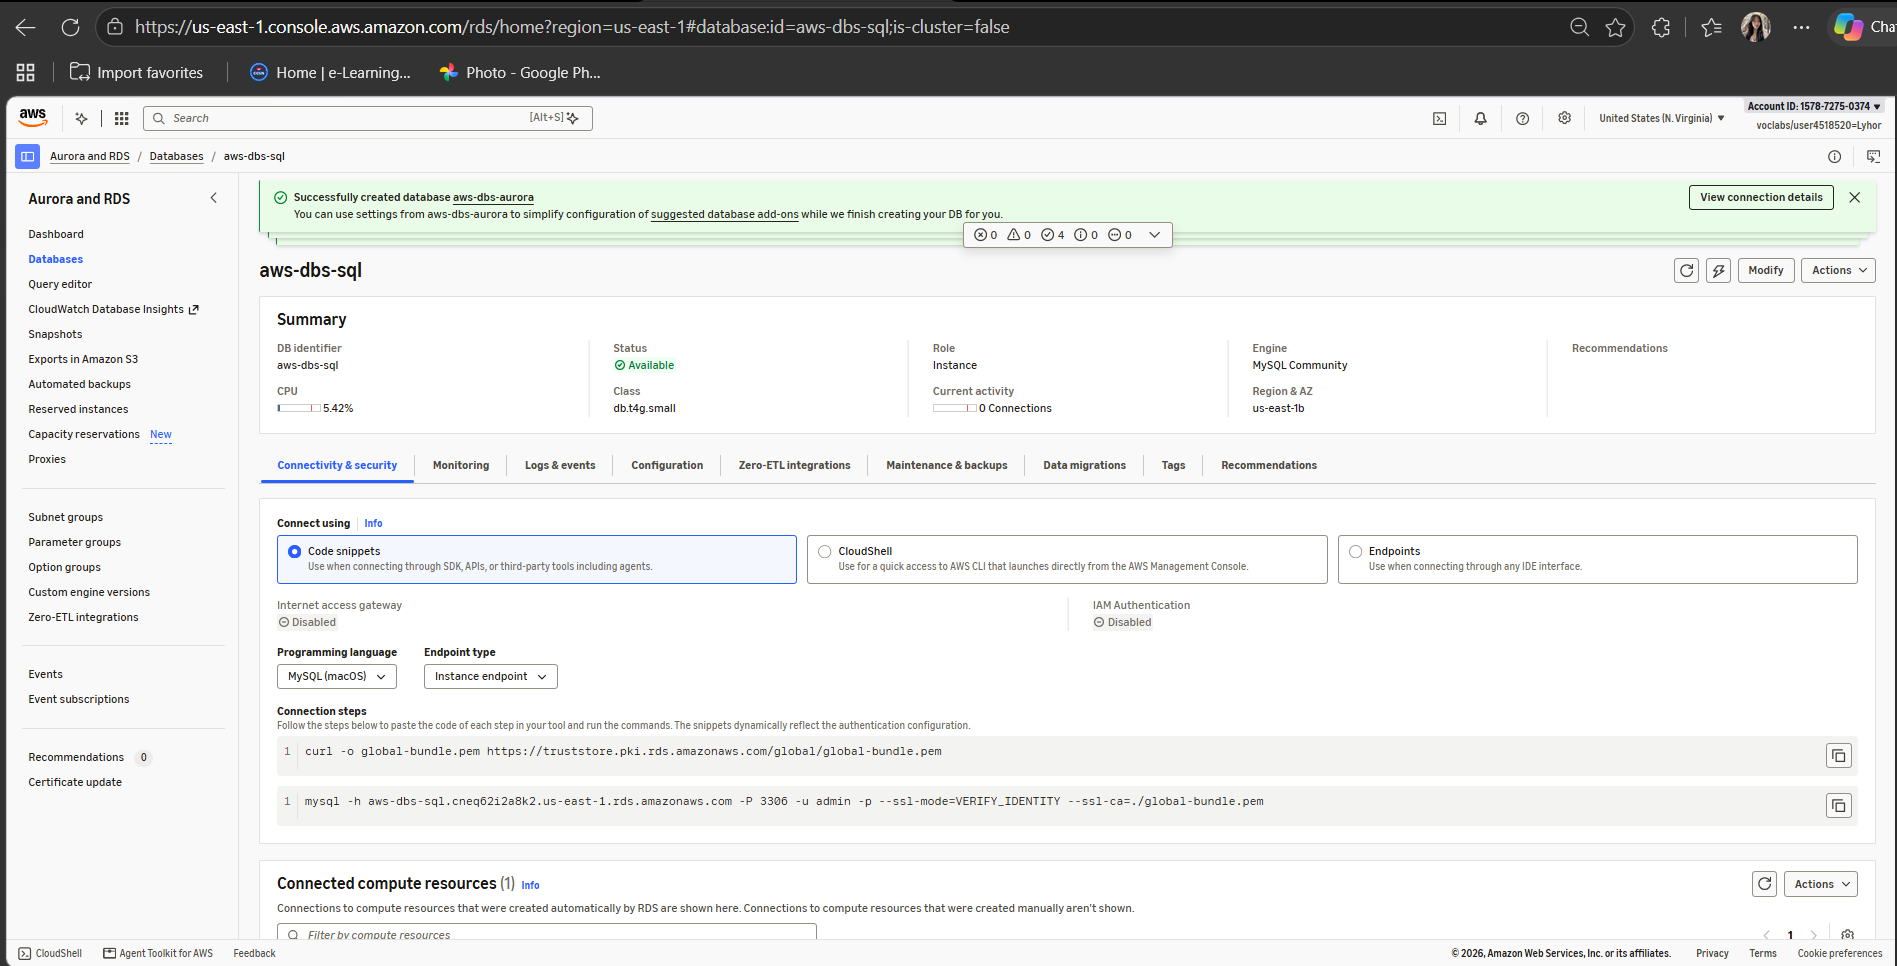 https://us-east-1.console.aws.amazon.com/rds/home?region=us-east-1#database:id=aws-dbs-sql;is-cluster=false
Import favorites
Home | e-Learning...
Photo - Google Ph...
aws
Search
[Alt+S]
United States (N. Virginia)
Account ID: 1578-7275-0374
voclabs/user4518520=Lyhor
Aurora and RDS / Databases / aws-dbs-sql
Aurora and RDS
Dashboard
Databases
Query editor
CloudWatch Database Insights
Snapshots
Exports in Amazon S3
Automated backups
Reserved instances
Capacity reservations New
Proxies
Subnet groups
Parameter groups
Option groups
Custom engine versions
Zero-ETL integrations
Events
Event subscriptions
Recommendations 0
Certificate update
Successfully created database aws-dbs-aurora
You can use settings from aws-dbs-aurora to simplify configuration of suggested database add-ons while we finish creating your DB for you.
View connection details
0 0 4 0 0
aws-dbs-sql
Modify
Actions
Summary
DB identifier
aws-dbs-sql
Status
Available
Role
Instance
Engine
MySQL Community
Recommendations
CPU
5.42%
Class
db.t4g.small
Current activity
0 Connections
Region & AZ
us-east-1b
Connectivity & security
Monitoring
Logs & events
Configuration
Zero-ETL integrations
Maintenance & backups
Data migrations
Tags
Recommendations
Connect using Info
Code snippets
Use when connecting through SDK, APIs, or third-party tools including agents.
CloudShell
Use for a quick access to AWS CLI that launches directly from the AWS Management Console.
Endpoints
Use when connecting through any IDE interface.
Internet access gateway
Disabled
IAM Authentication
Disabled
Programming language
MySQL (macOS)
Endpoint type
Instance endpoint
Connection steps
Follow the steps below to paste the code of each step in your tool and run the commands. The snippets dynamically reflect the authentication configuration.
1 curl -o global-bundle.pem https://truststore.pki.rds.amazonaws.com/global/global-bundle.pem
1 mysql -h aws-dbs-sql.cneq62i2a8k2.us-east-1.rds.amazonaws.com -P 3306 -u admin -p --ssl-mode=VERIFY_IDENTITY --ssl-ca=./global-bundle.pem
Connected compute resources (1) Info
Actions
Connections to compute resources that were created automatically by RDS are shown here. Connections to compute resources that were created manually aren't shown.
Filter by compute resources
1
CloudShell
Agent Toolkit for AWS
Feedback
© 2026, Amazon Web Services, Inc. or its affiliates.
Privacy
Terms
Cookie preferences